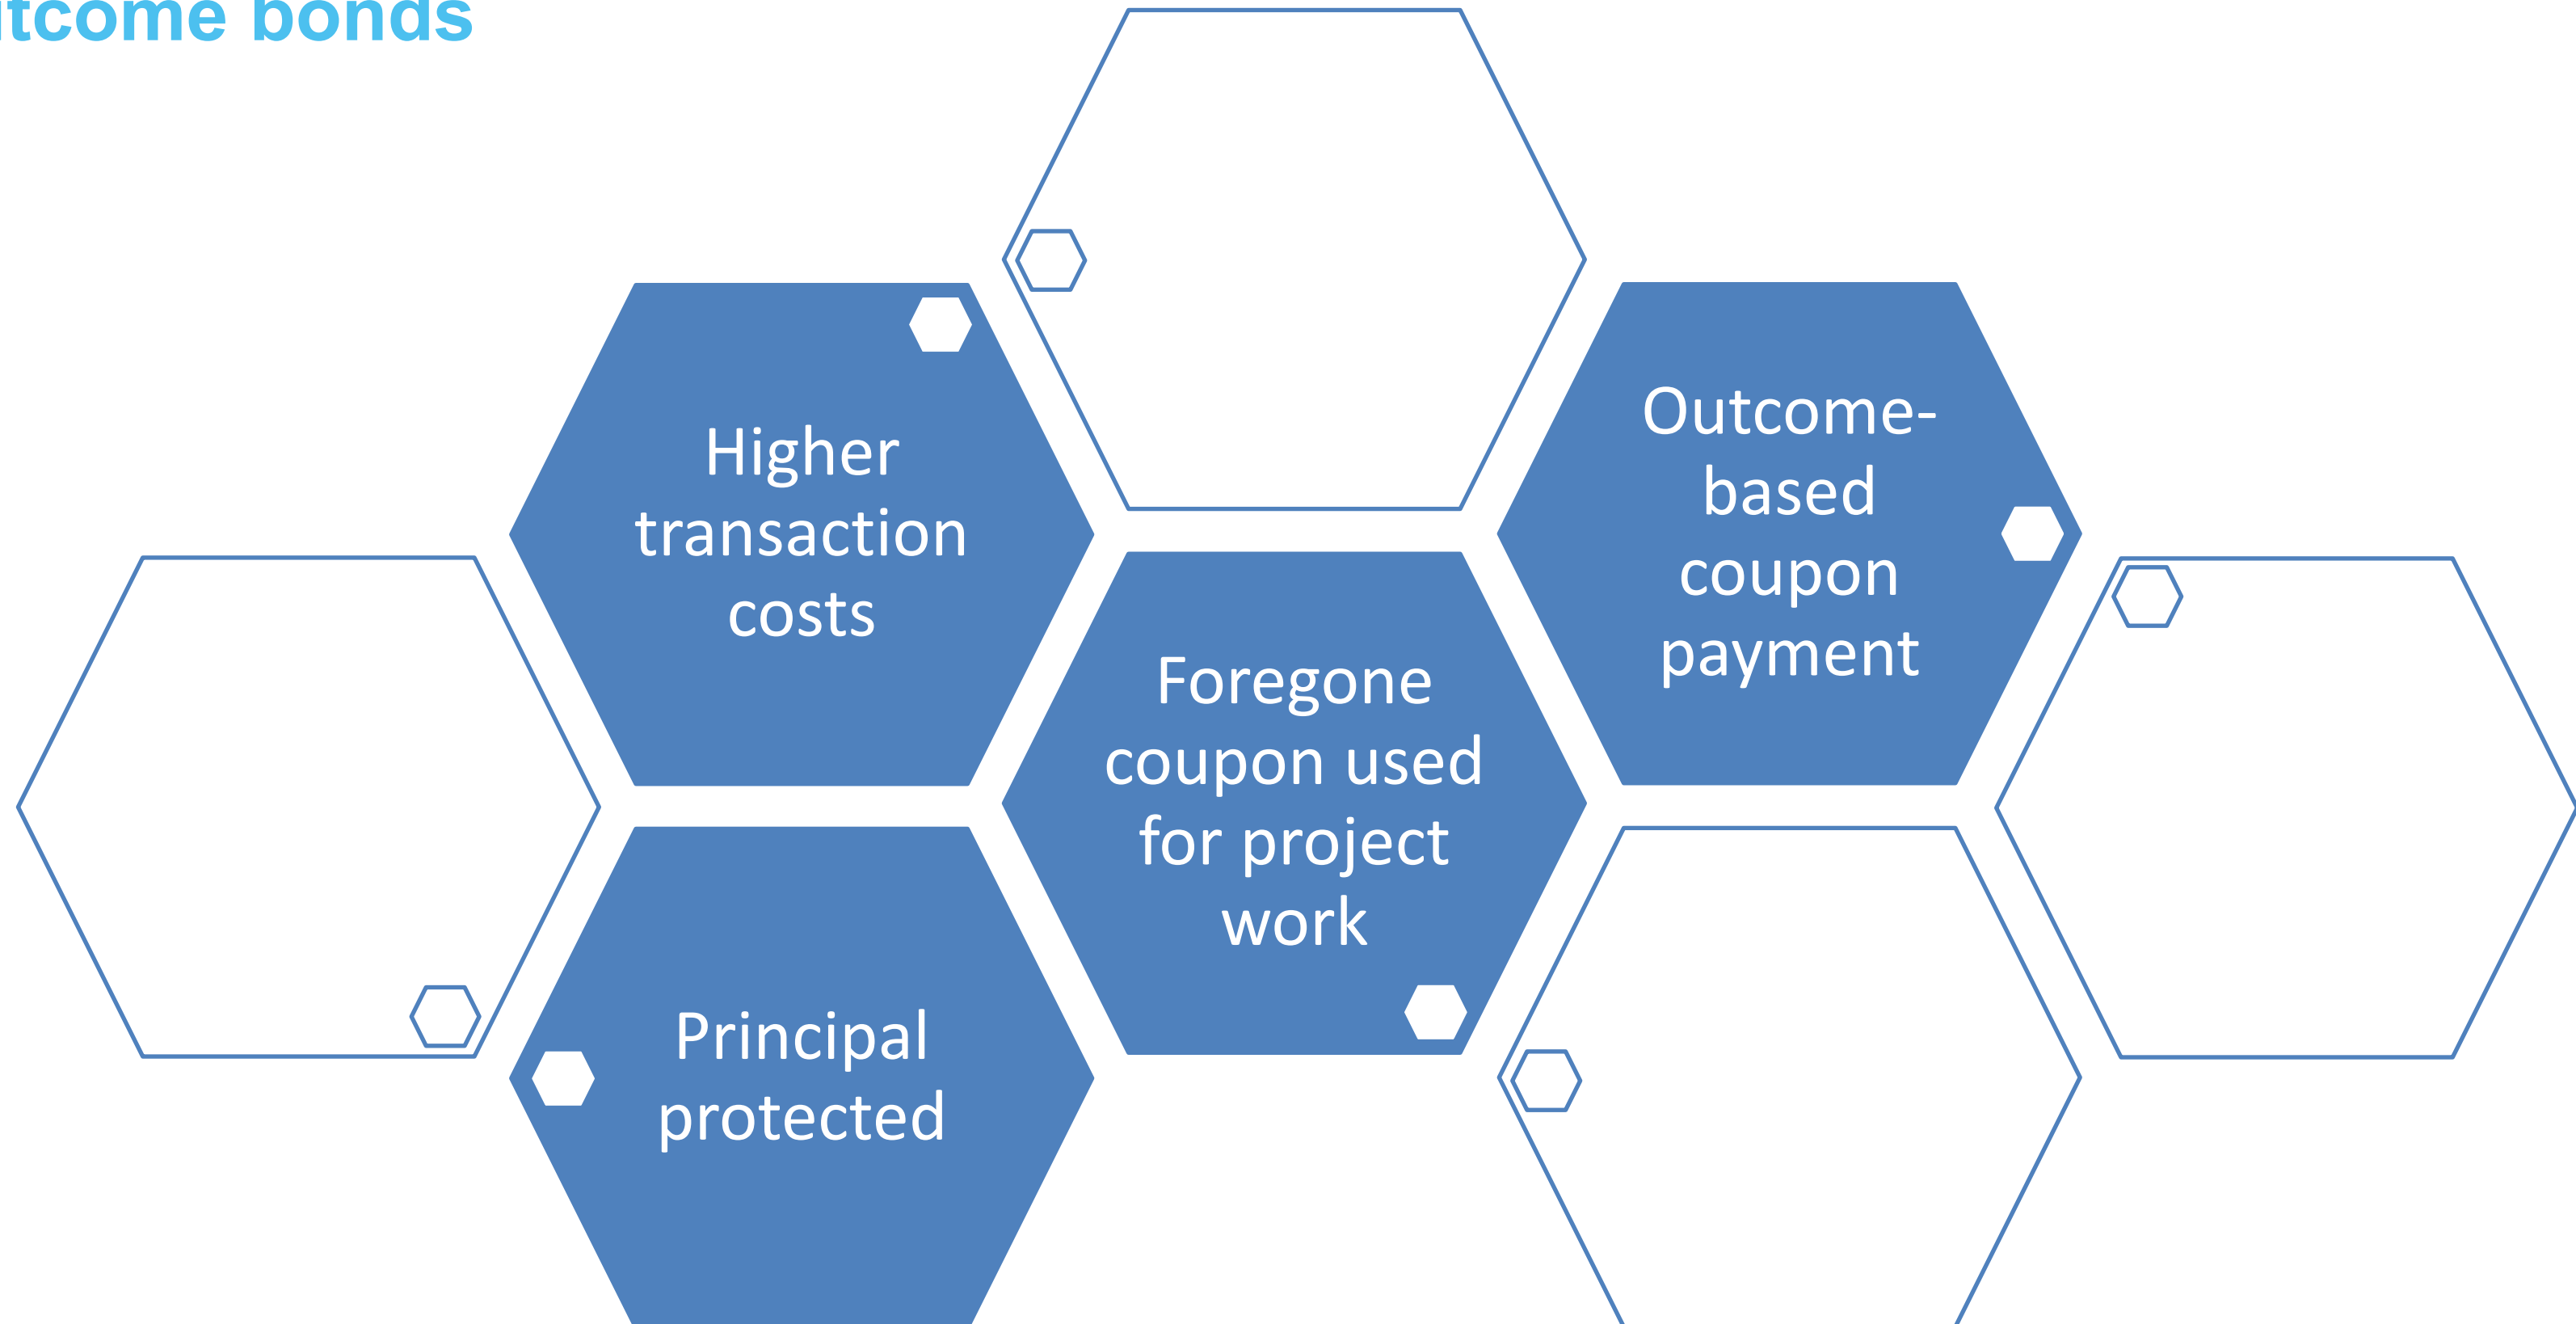 tcome bonds
Higher
transaction
costs
Outcome-
based
coupon
payment
Foregone
coupon used
for project
work
Principal
protected